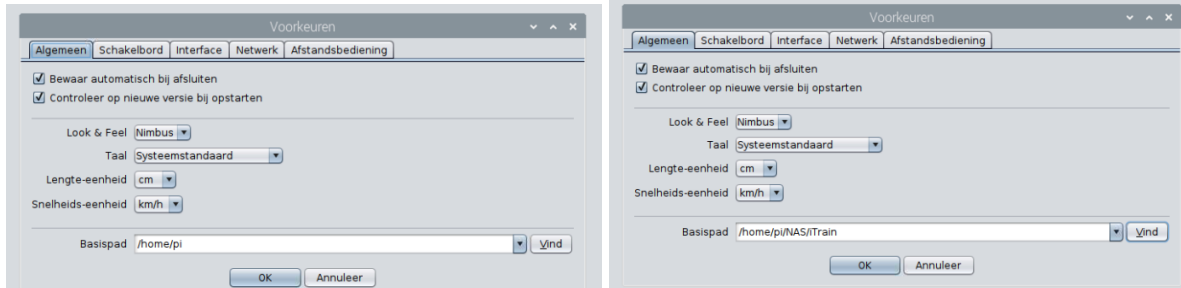 Voorkeuren
Algemeen Schakelbord Interface Netwerk Afstandsbediening
Bewaar automatisch bij afsluiten
Controleer op nieuwe versie bij opstarten
Look & Feel Nimbus
Taal Systeemstandaard
Lengte-eenheid cm
Snelheids-eenheid km/h
Basispad /home/pi Vind
OK Annuleer
Voorkeuren
Algemeen Schakelbord Interface Netwerk Afstandsbediening
Bewaar automatisch bij afsluiten
Controleer op nieuwe versie bij opstarten
Look & Feel Nimbus
Taal Systeemstandaard
Lengte-eenheid cm
Snelheids-eenheid km/h
Basispad /home/pi/NAS/iTrain Vind
OK Annuleer